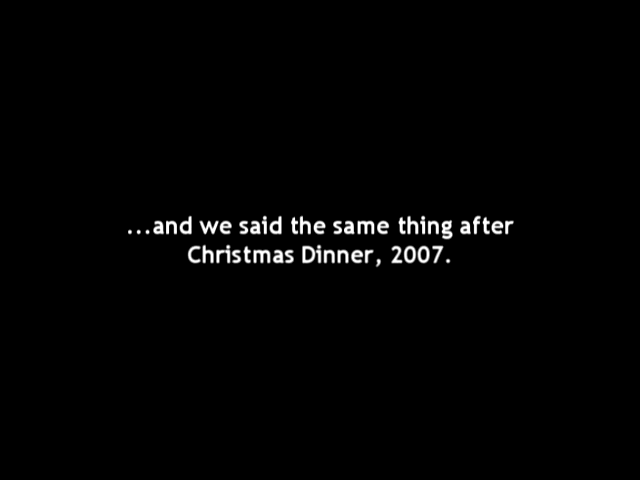 ...and we said the same thing after
Christmas Dinner, 2007.